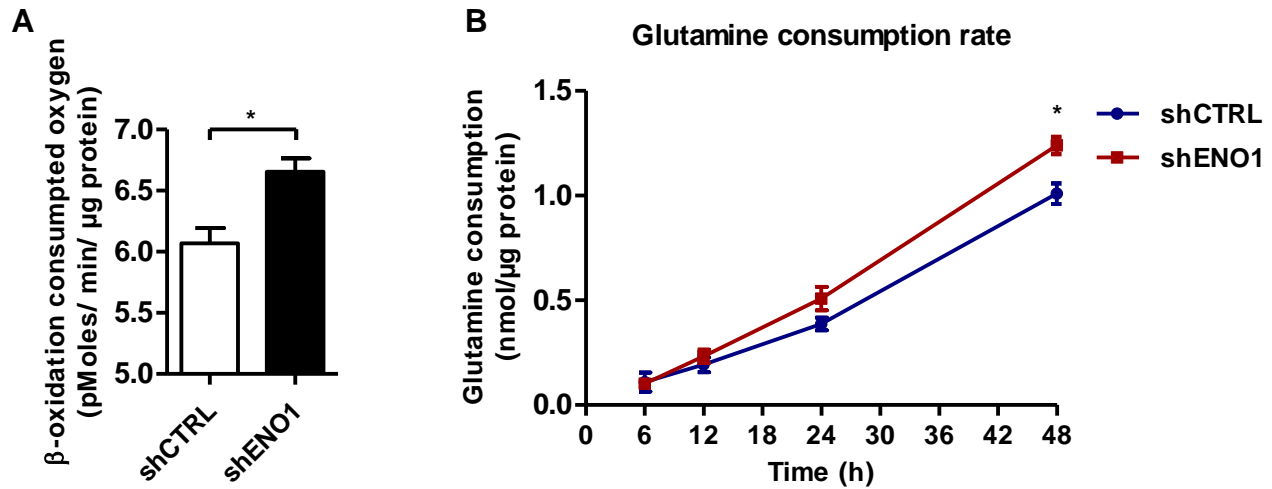 A
β-oxidation consumpted oxygen
(pMoles/ min/ µg protein)
7.0
6.5
6.0
5.5
5.0
*
shCTRL
shENO1
B
Glutamine consumption rate
Glutamine consumption
(nmol/µg protein)
1.5
1.0
0.5
0.0
*
0 6 12 18 24 30 36 42 48
Time (h)
shCTRL
shENO1